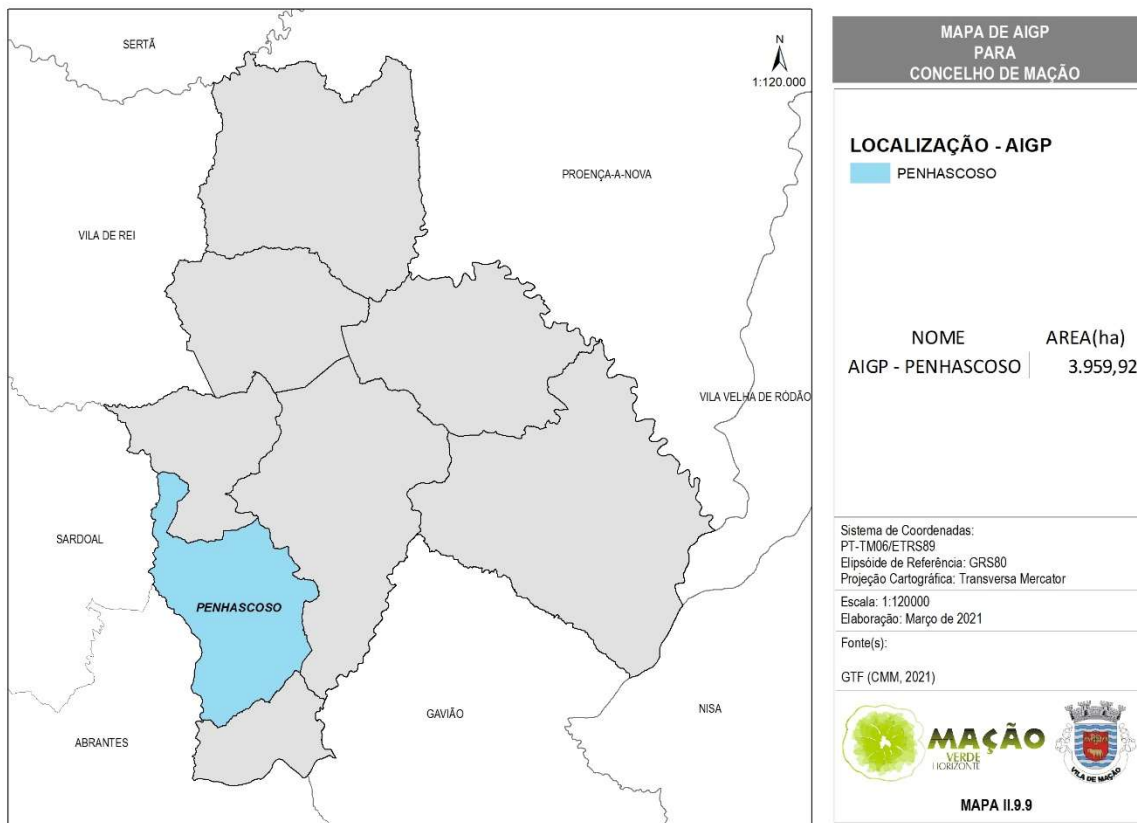 SERTÃ
N
1:120.000
PROENÇA-A-NOVA
VILA DE REI
VILA VELHA DE RÓDÃO
SARDOAL
PENHASCOSO
ABRANTES
GAVIÃO
NISA
MAPA DE AIGP
PARA
CONCELHO DE MAÇÃO
LOCALIZAÇÃO - AIGP
PENHASCOSO
NOME AREA(ha)
AIGP - PENHASCOSO 3.959,92
Sistema de Coordenadas:
PT-TM06/ETRS89
Elipsóide de Referência: GRS80
Projeção Cartográfica: Transversa Mercator
Escala: 1:120000
Elaboração: Março de 2021
Fonte(s):
GTF (CMM, 2021)
MAÇÃO
VERDE
HORIZONTE
VILA DE MAÇÃO
MAPA II.9.9